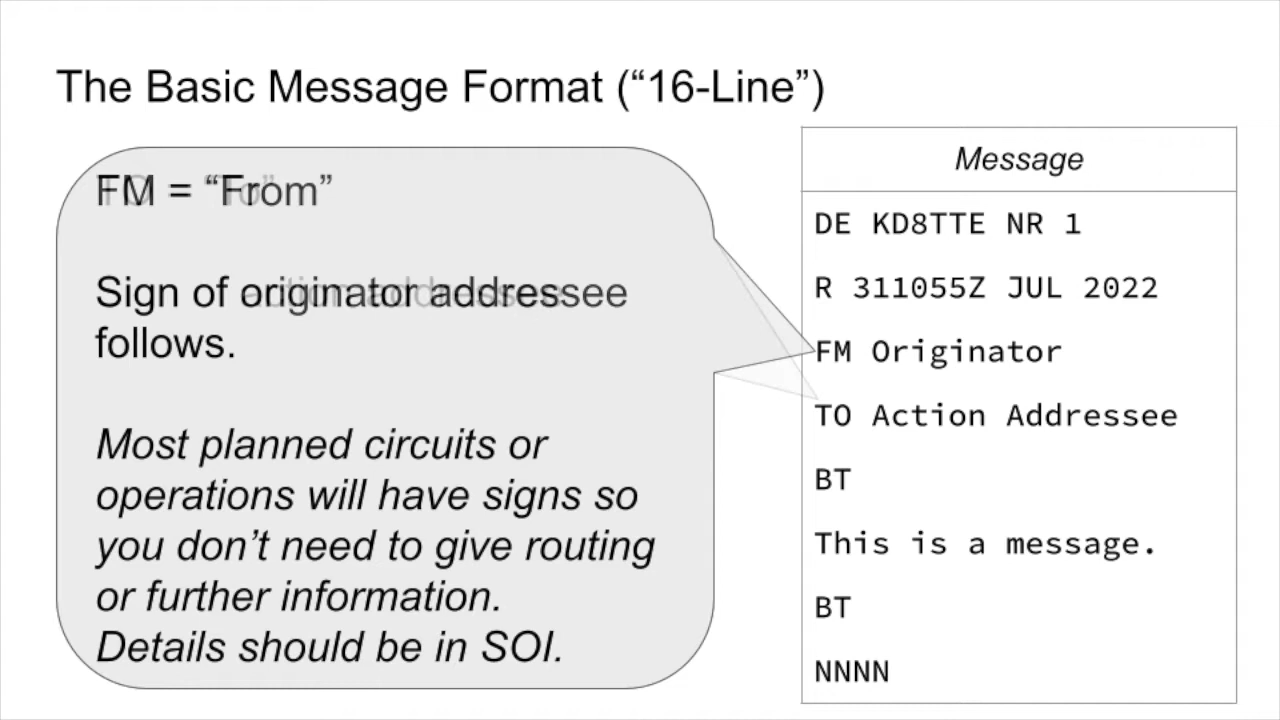 The Basic Message Format (“16-Line”)
FM = “From”
Sign of originator addressee
follows.
Most planned circuits or
operations will have signs so
you don’t need to give routing
or further information.
Details should be in SOI.
Message
DE KD8TTE NR 1
R 311055Z JUL 2022
FM Originator
TO Action Addressee
BT
This is a message.
BT
NNNN